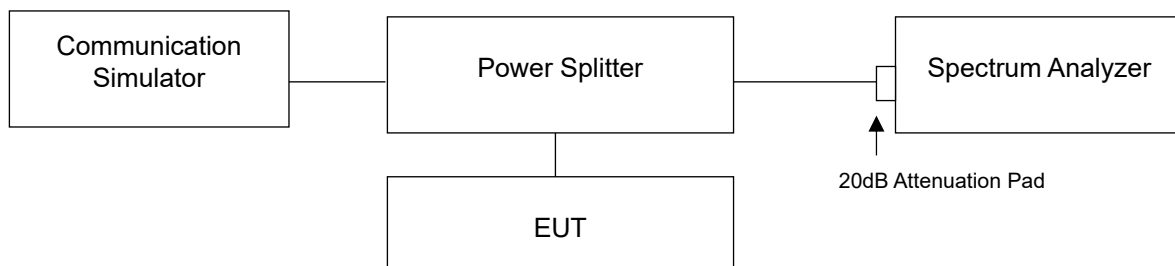 Communication
Simulator
Power Splitter
Spectrum Analyzer
20dB Attenuation Pad
EUT